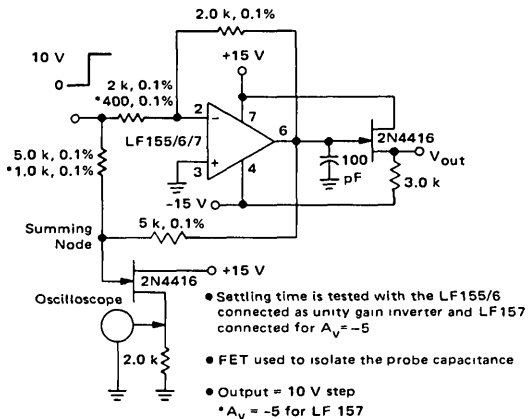 2.0 k, 0.1%
+15 V
10 V
0
2 k, 0.1%
*400, 0.1%
2
7
−
LF155/6/7
6
2N4416
5.0 k, 0.1%
*1.0 k, 0.1%
+
3
4
100
pF
Vout
3.0 k
−15 V
Summing
Node
5 k, 0.1%
2N4416
+15 V
Oscilloscope
2.0 k
● Settling time is tested with the LF155/6
connected as unity gain inverter and LF157
connected for Av = −5
● FET used to isolate the probe capacitance
● Output = 10 V step
*Av = −5 for LF 157